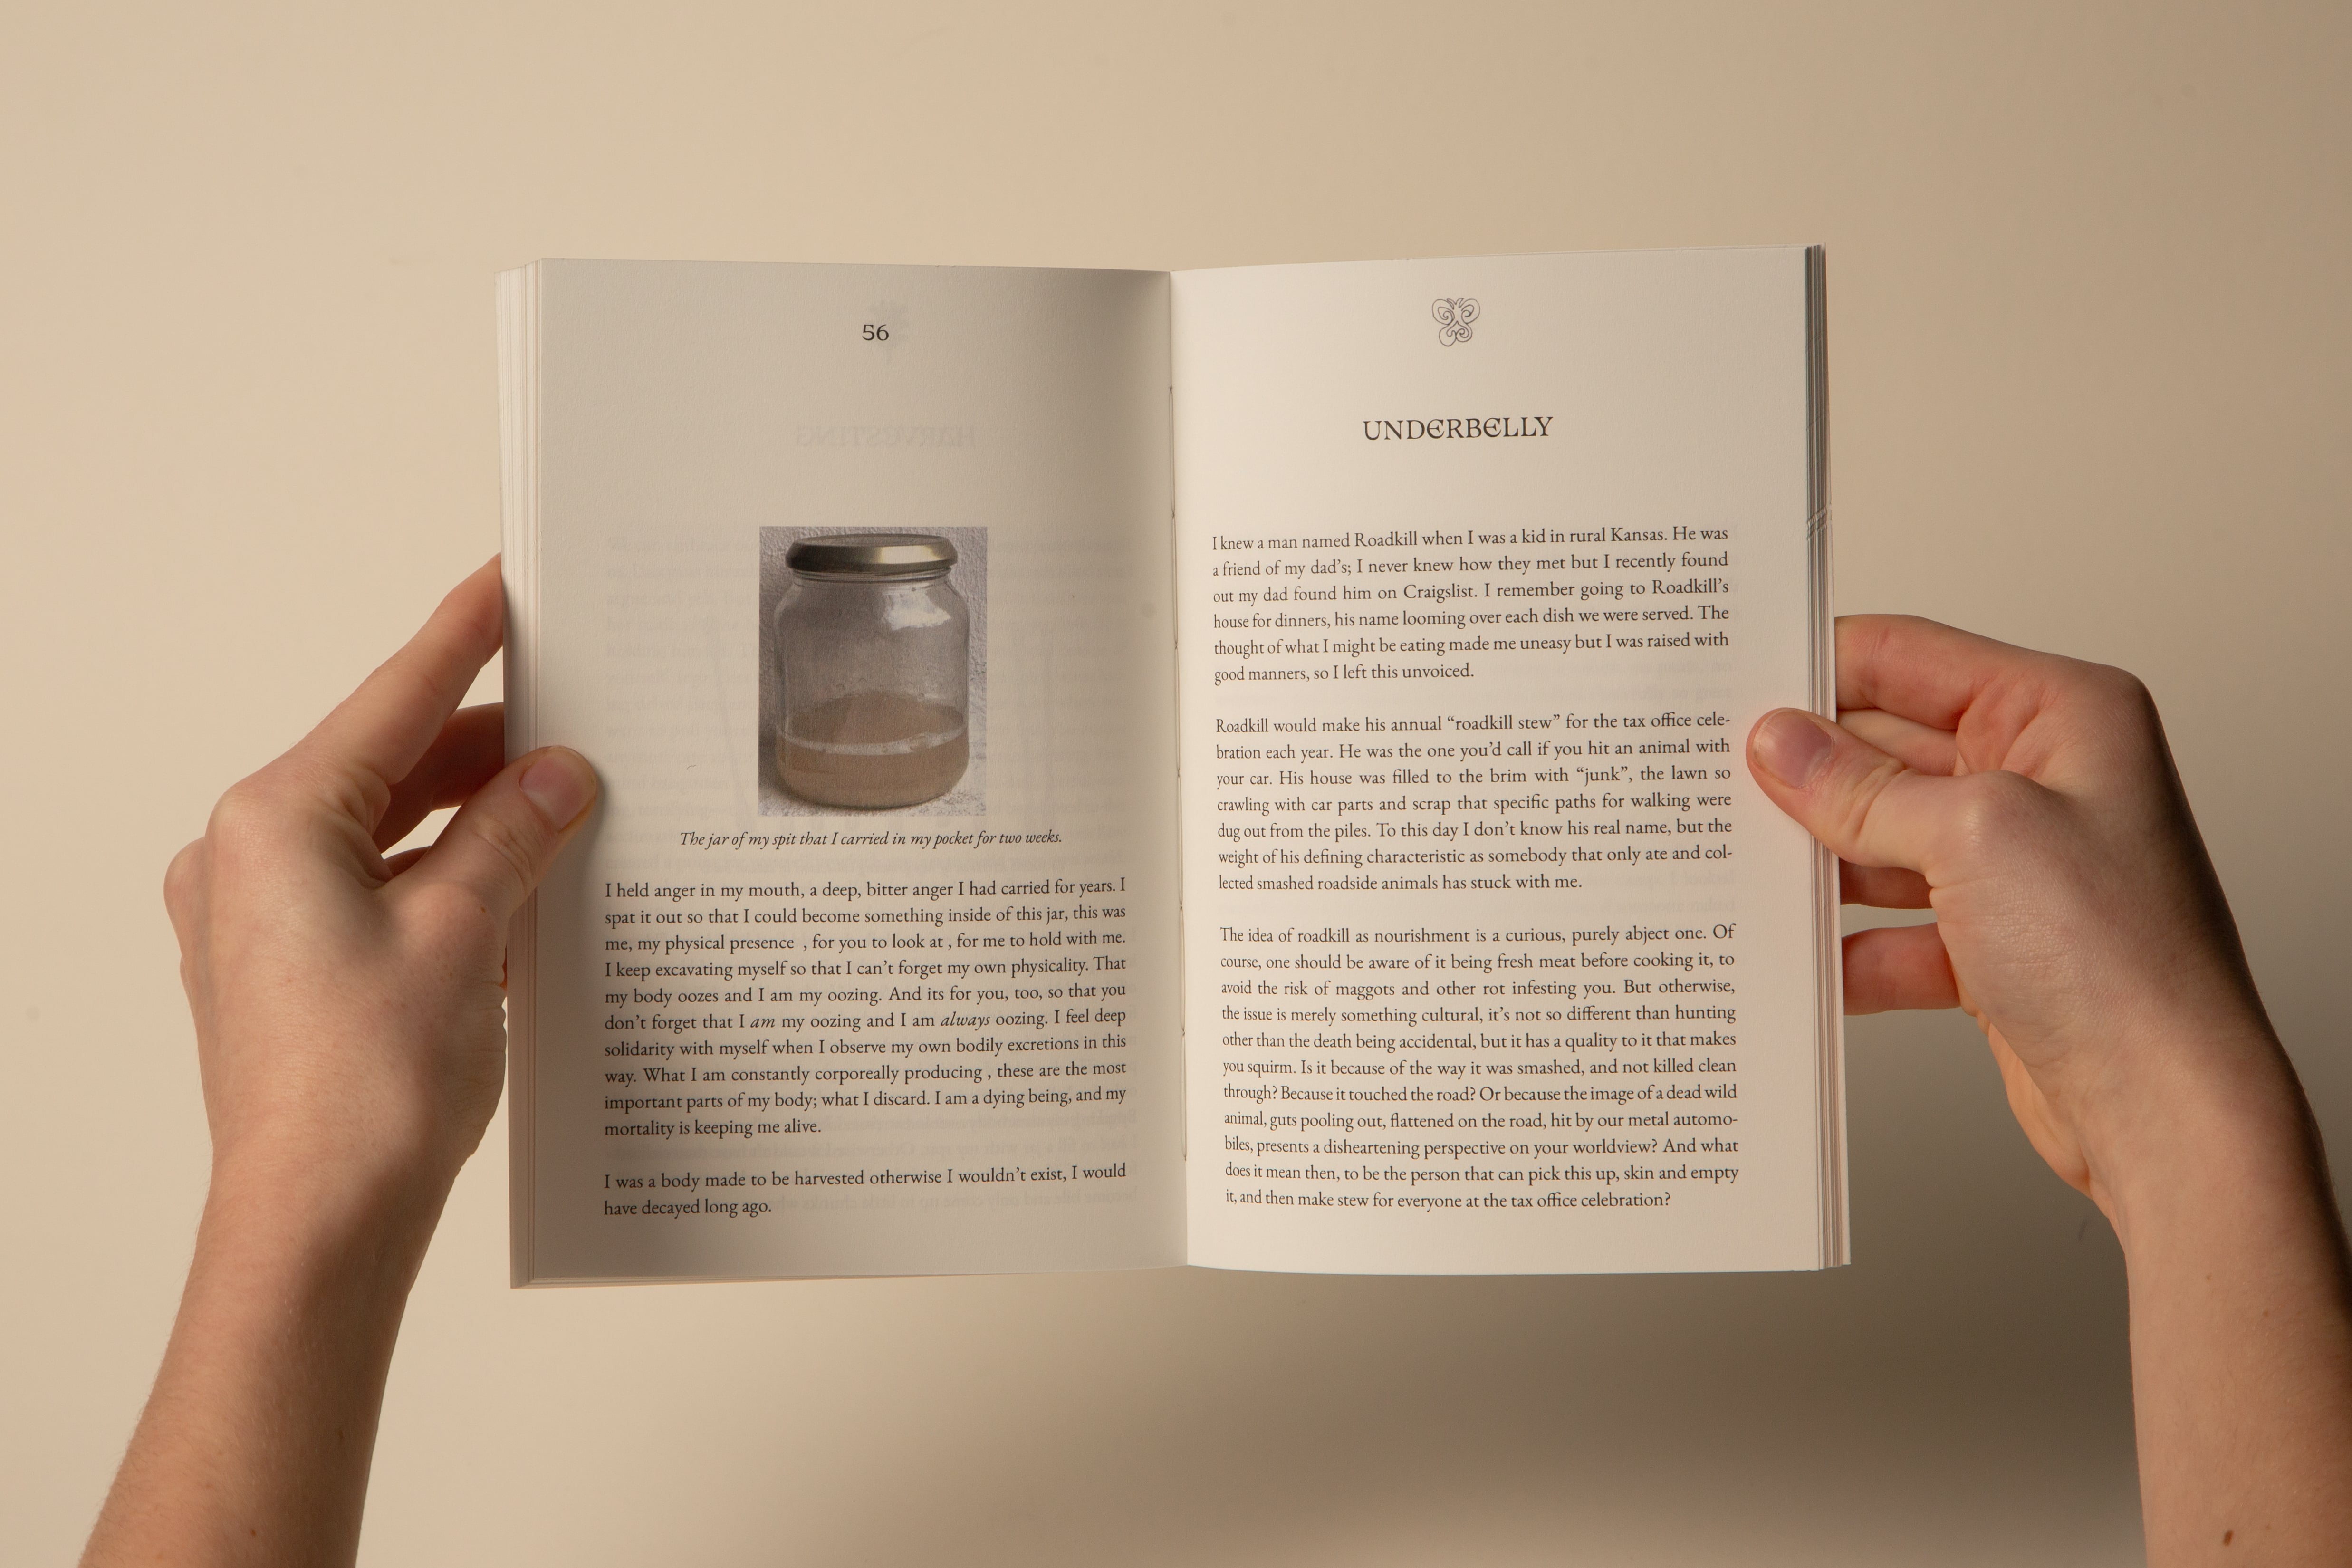 56
HARVESTING
The jar of my spit that I carried in my pocket for two weeks.
I held anger in my mouth, a deep, bitter anger I had carried for years. I
spat it out so that I could become something inside of this jar, this was
me, my physical presence , for you to look at , for me to hold with me.
I keep excavating myself so that I can’t forget my own physicality. That
my body oozes and I am my oozing. And its for you, too, so that you
don’t forget that I am my oozing and I am always oozing. I feel deep
solidarity with myself when I observe my own bodily excretions in this
way. What I am constantly corporeally producing , these are the most
important parts of my body; what I discard. I am a dying being, and my
mortality is keeping me alive.
I was a body made to be harvested otherwise I wouldn’t exist, I would
have decayed long ago.
UNDERBELLY
I knew a man named Roadkill when I was a kid in rural Kansas. He was
a friend of my dad’s; I never knew how they met but I recently found
out my dad found him on Craigslist. I remember going to Roadkill’s
house for dinners, his name looming over each dish we were served. The
thought of what I might be eating made me uneasy but I was raised with
good manners, so I left this unvoiced.
Roadkill would make his annual “roadkill stew” for the tax office cele-
bration each year. He was the one you’d call if you hit an animal with
your car. His house was filled to the brim with “junk”, the lawn so
crawling with car parts and scrap that specific paths for walking were
dug out from the piles. To this day I don’t know his real name, but the
weight of his defining characteristic as somebody that only ate and col-
lected smashed roadside animals has stuck with me.
The idea of roadkill as nourishment is a curious, purely abject one. Of
course, one should be aware of it being fresh meat before cooking it, to
avoid the risk of maggots and other rot infesting you. But otherwise,
the issue is merely something cultural, it’s not so different than hunting
other than the death being accidental, but it has a quality to it that makes
you squirm. Is it because of the way it was smashed, and not killed clean
through? Because it touched the road? Or because the image of a dead wild
animal, guts pooling out, flattened on the road, hit by our metal automo-
biles, presents a disheartening perspective on your worldview? And what
does it mean then, to be the person that can pick this up, skin and empty
it, and then make stew for everyone at the tax office celebration?